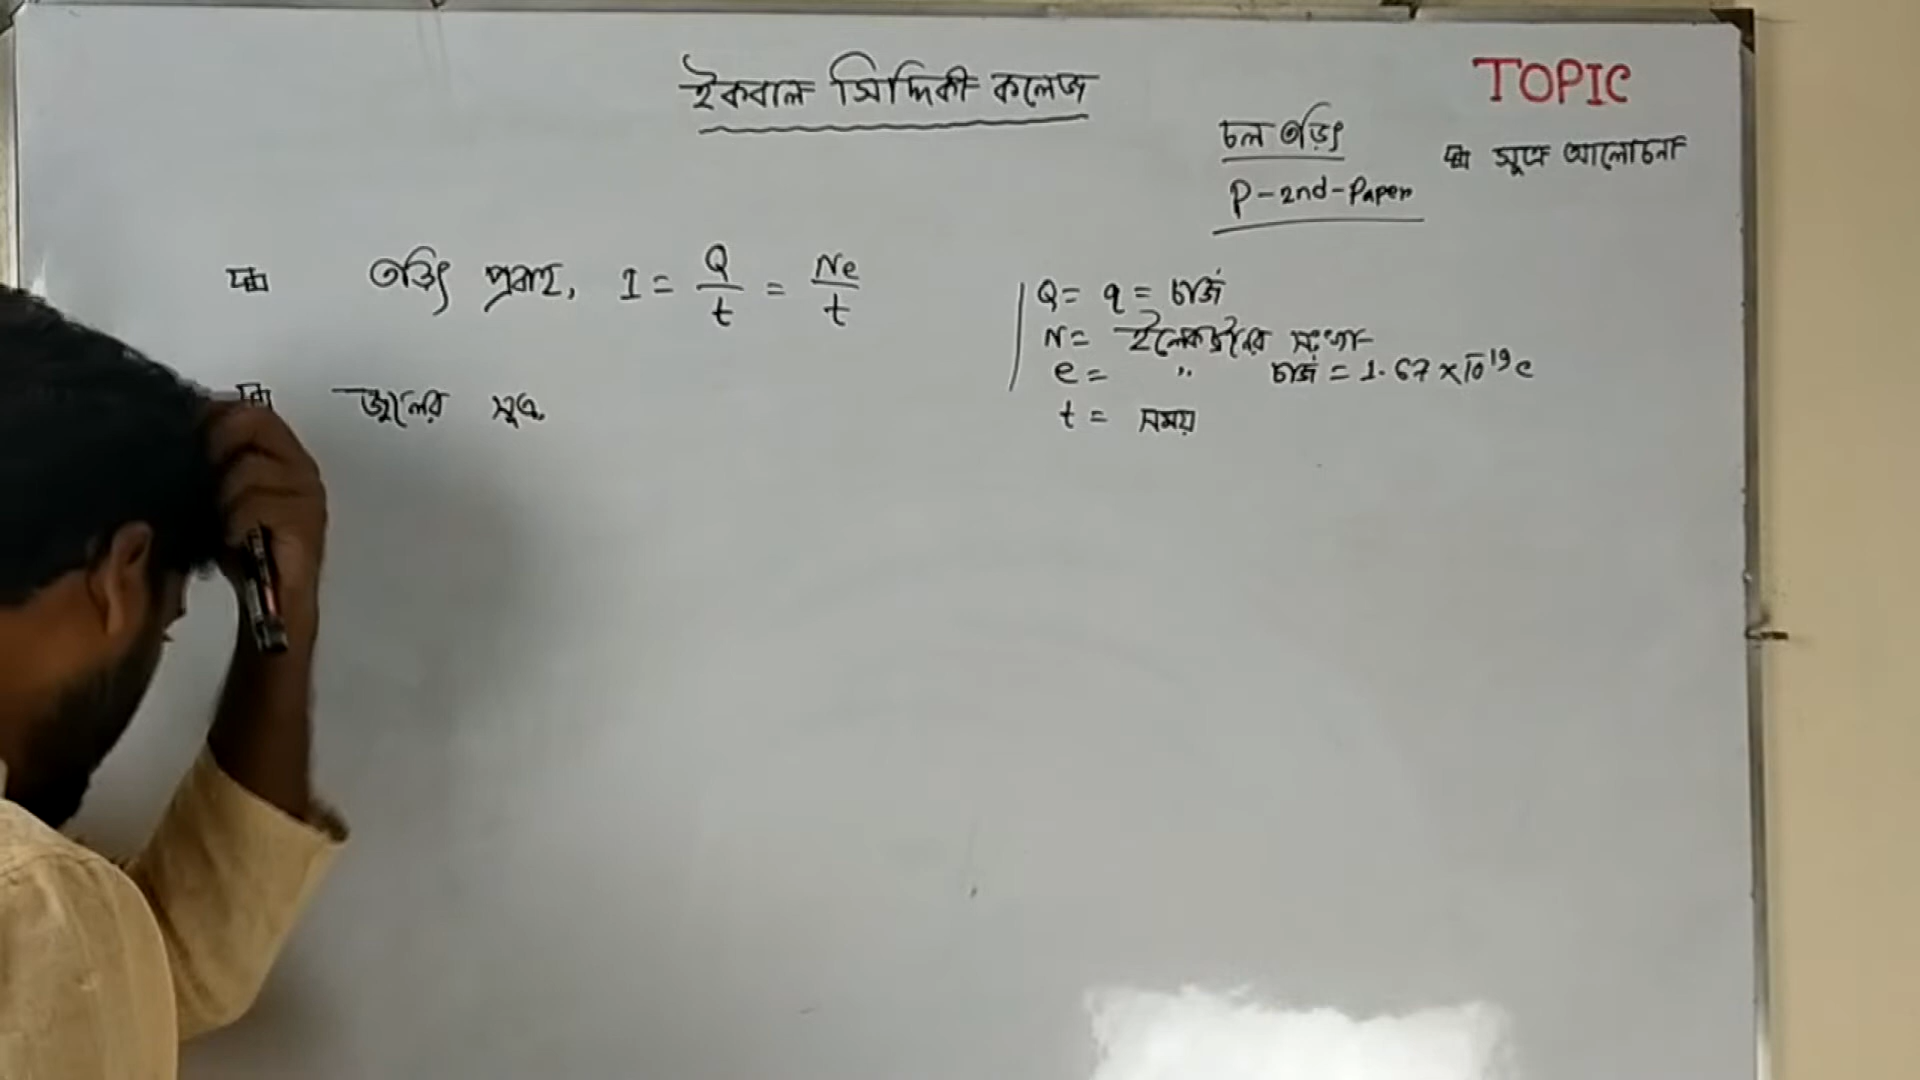 ইকবাল সিদ্দিকী কলেজ
TOPIC
চল তড়িৎ
P-2nd-Paper
সূত্র আলোচনা
তড়িৎ প্রবাহ, I = Q/t = Ne/t
Q = q = চার্জ
N = ইলেকট্রনের সংখ্যা
e = " চার্জ = 1.67 × 10⁻¹⁹ c
t = সময়
জুলের সূত্র